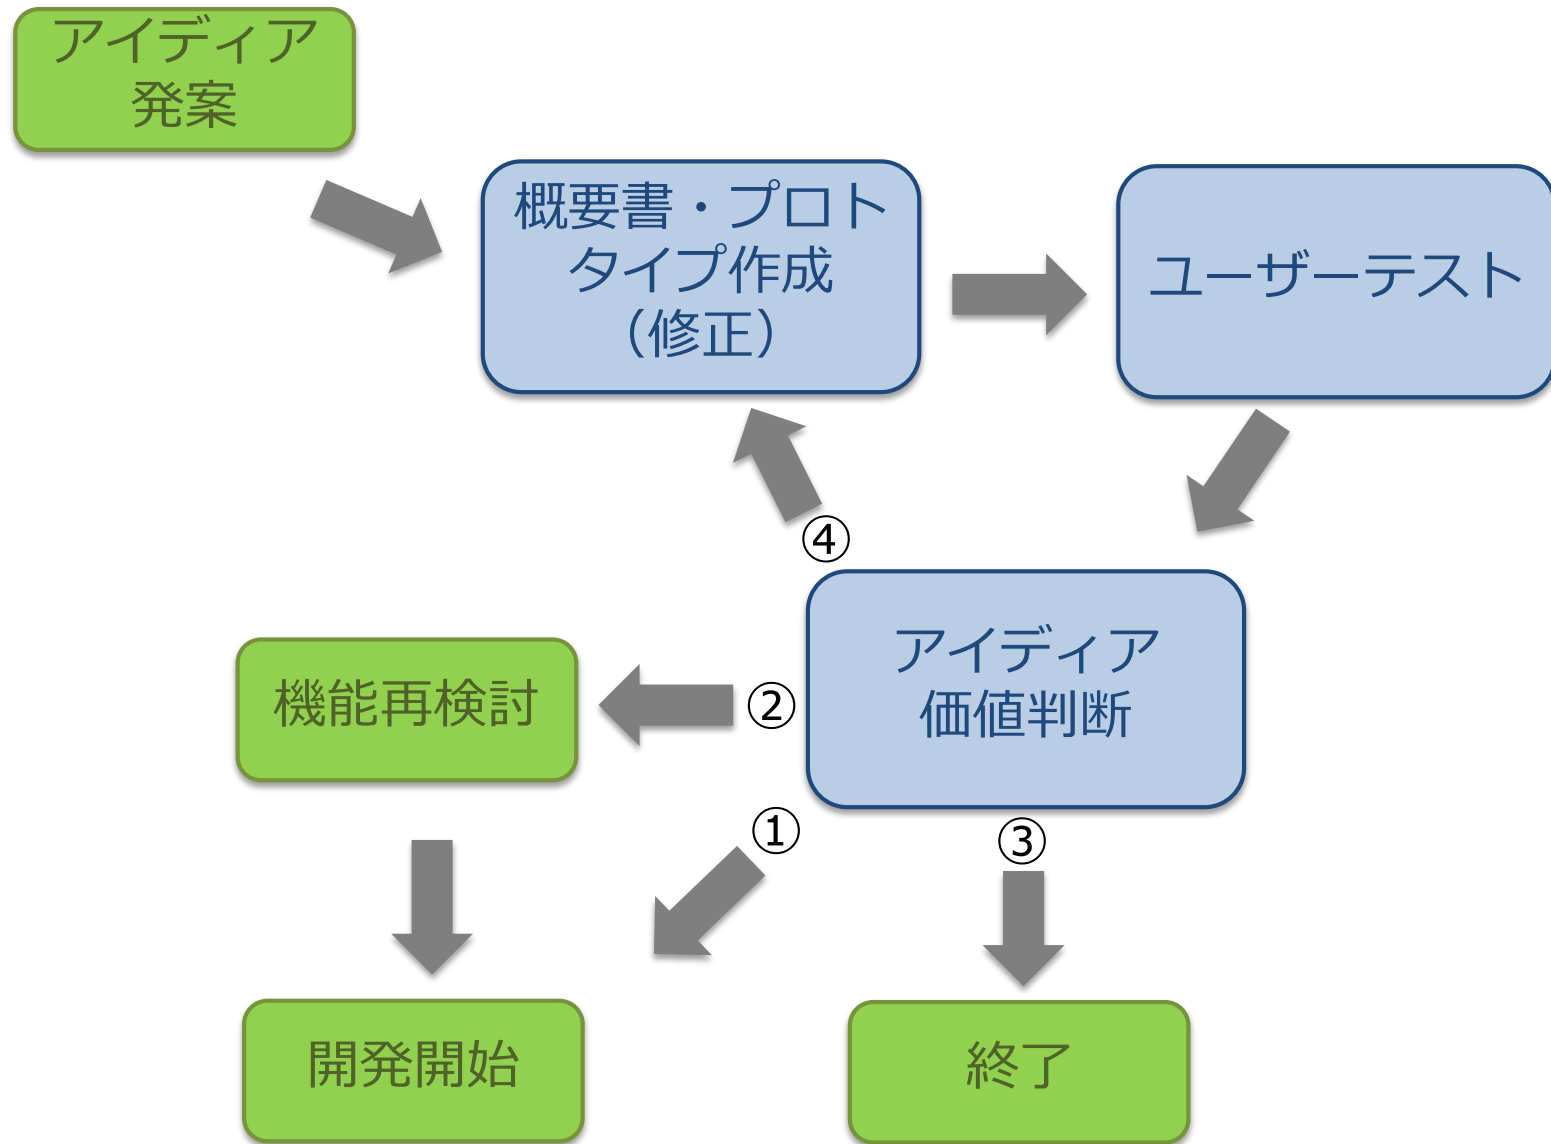 アイディア
発案
概要書・プロト
タイプ作成
（修正）
ユーザーテスト
④
アイディア
価値判断
機能再検討
②
①
③
開発開始
終了